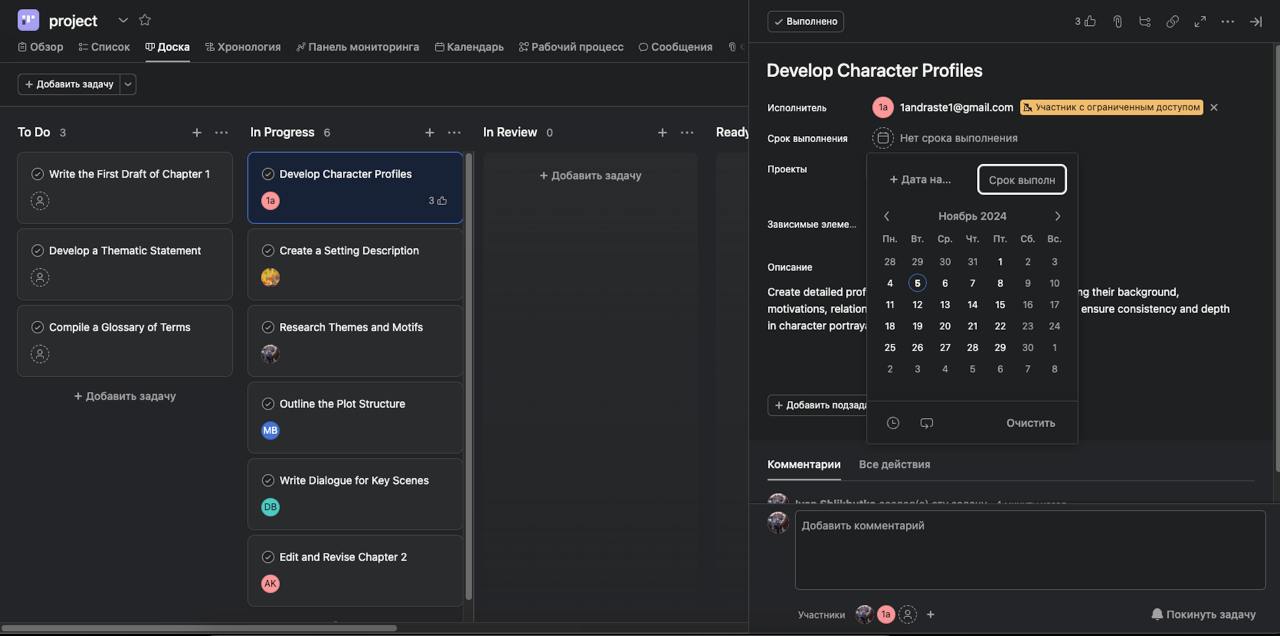 project
Обзор Список Доска Хронология Панель мониторинга Календарь Рабочий процесс Сообщения
+ Добавить задачу
To Do 3
Write the First Draft of Chapter 1
Develop a Thematic Statement
Compile a Glossary of Terms
+ Добавить задачу
In Progress 6
Develop Character Profiles
1a 3
Create a Setting Description
Research Themes and Motifs
Outline the Plot Structure
MB
Write Dialogue for Key Scenes
DB
Edit and Revise Chapter 2
AK
In Review 0
+ Добавить задачу
Ready
Выполнено
3
Develop Character Profiles
Исполнитель 1a 1andraste1@gmail.com Участник с ограниченным доступом
Срок выполнения Нет срока выполнения
Проекты
Зависимые элеме...
+ Дата на... Срок выполн
Ноябрь 2024
Пн. Вт. Ср. Чт. Пт. Сб. Вс.
28 29 30 31 1 2 3
4 5 6 7 8 9 10
11 12 13 14 15 16 17
18 19 20 21 22 23 24
25 26 27 28 29 30 1
2 3 4 5 6 7 8
Очистить
Описание
Create detailed prof ng their background,
motivations, relation ensure consistency and depth
in character portraya
+ Добавить подзада
Комментарии Все действия
Добавить комментарий
Участники 1a + Покинуть задачу